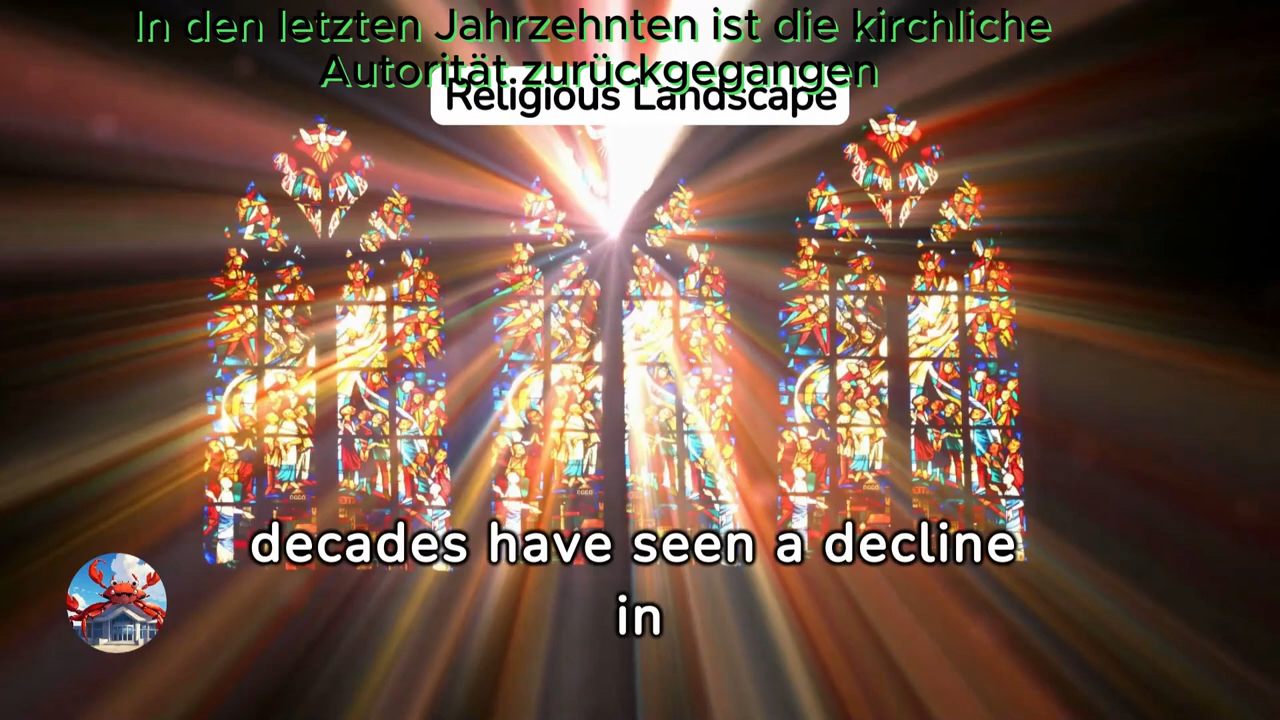 In den letzten Jahrzehnten ist die kirchliche
Autorität zurückgegangen
Religious Landscape
decades have seen a decline
in